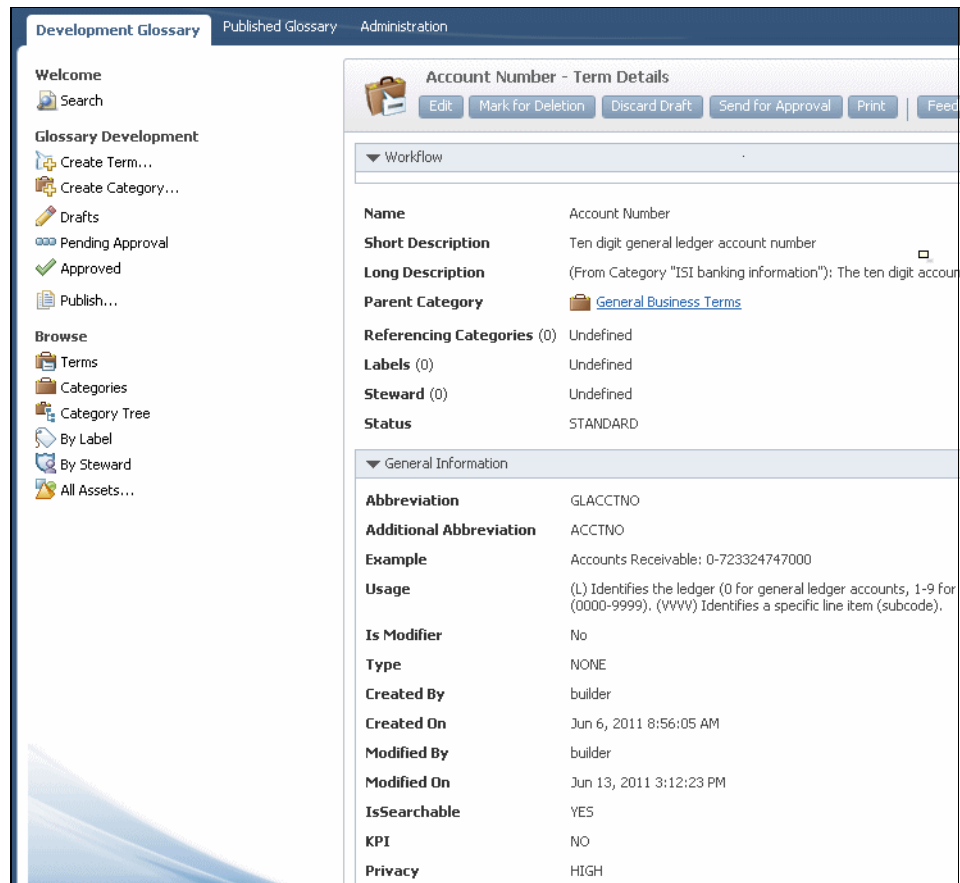 Development Glossary
Published Glossary
Administration
Welcome
Search
Glossary Development
Create Term...
Create Category...
Drafts
Pending Approval
Approved
Publish...
Browse
Terms
Categories
Category Tree
By Label
By Steward
All Assets...
Account Number - Term Details
Edit
Mark for Deletion
Discard Draft
Send for Approval
Print
Feed
Workflow
Name Account Number
Short Description Ten digit general ledger account number
Long Description (From Category "ISI banking information"): The ten digit accoun
Parent Category General Business Terms
Referencing Categories (0) Undefined
Labels (0) Undefined
Steward (0) Undefined
Status STANDARD
General Information
Abbreviation GLACCTNO
Additional Abbreviation ACCTNO
Example Accounts Receivable: 0-723324747000
Usage (L) Identifies the ledger (0 for general ledger accounts, 1-9 for
(0000-9999). (VVVV) Identifies a specific line item (subcode).
Is Modifier No
Type NONE
Created By builder
Created On Jun 6, 2011 8:56:05 AM
Modified By builder
Modified On Jun 13, 2011 3:12:23 PM
IsSearchable YES
KPI NO
Privacy HIGH